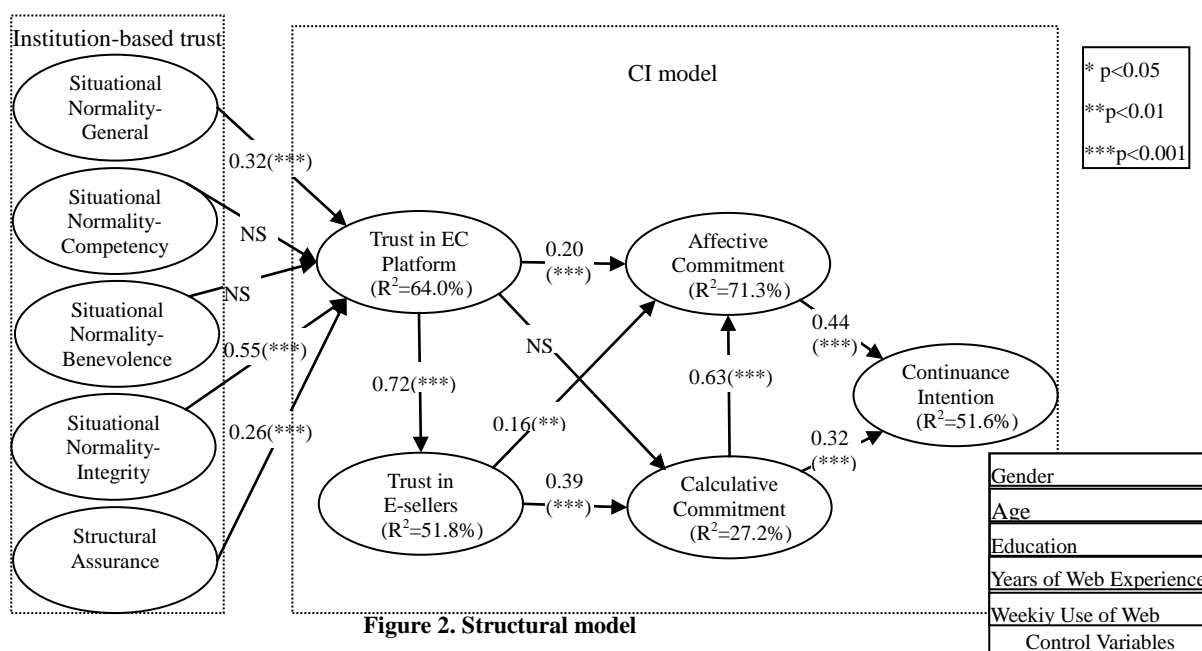 Institution-based trust
Situational
Normality-
General
Situational
Normality-
Competency
Situational
Normality-
Benevolence
Situational
Normality-
Integrity
Structural
Assurance
0.32(***)
NS
NS
0.55(***)
0.26(***)
CI model
Trust in EC
Platform
(R²=64.0%)
0.20
(***)
Affective
Commitment
(R²=71.3%)
NS
0.72(***)
0.16(**)
0.63(***)
0.44
(***)
Continuance
Intention
(R²=51.6%)
0.32
(***)
Trust in
E-sellers
(R²=51.8%)
0.39
(***)
Calculative
Commitment
(R²=27.2%)
* p<0.05
**p<0.01
***p<0.001
Gender
Age
Education
Years of Web Experience
Weekiy Use of Web
Control Variables
Figure 2. Structural model